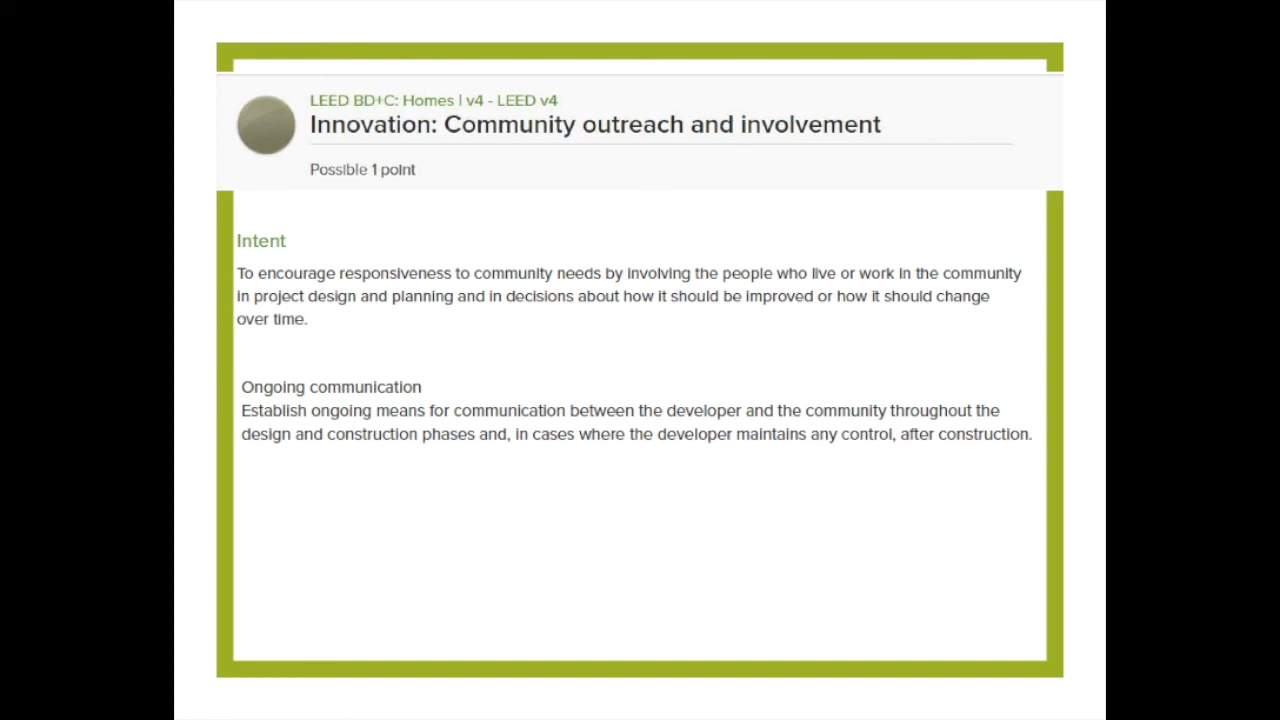 LEED BD+C: Homes | v4 - LEED v4
Innovation: Community outreach and involvement
Possible 1 point
Intent
To encourage responsiveness to community needs by involving the people who live or work in the community
in project design and planning and in decisions about how it should be improved or how it should change
over time.
Ongoing communication
Establish ongoing means for communication between the developer and the community throughout the
design and construction phases and, in cases where the developer maintains any control, after construction.